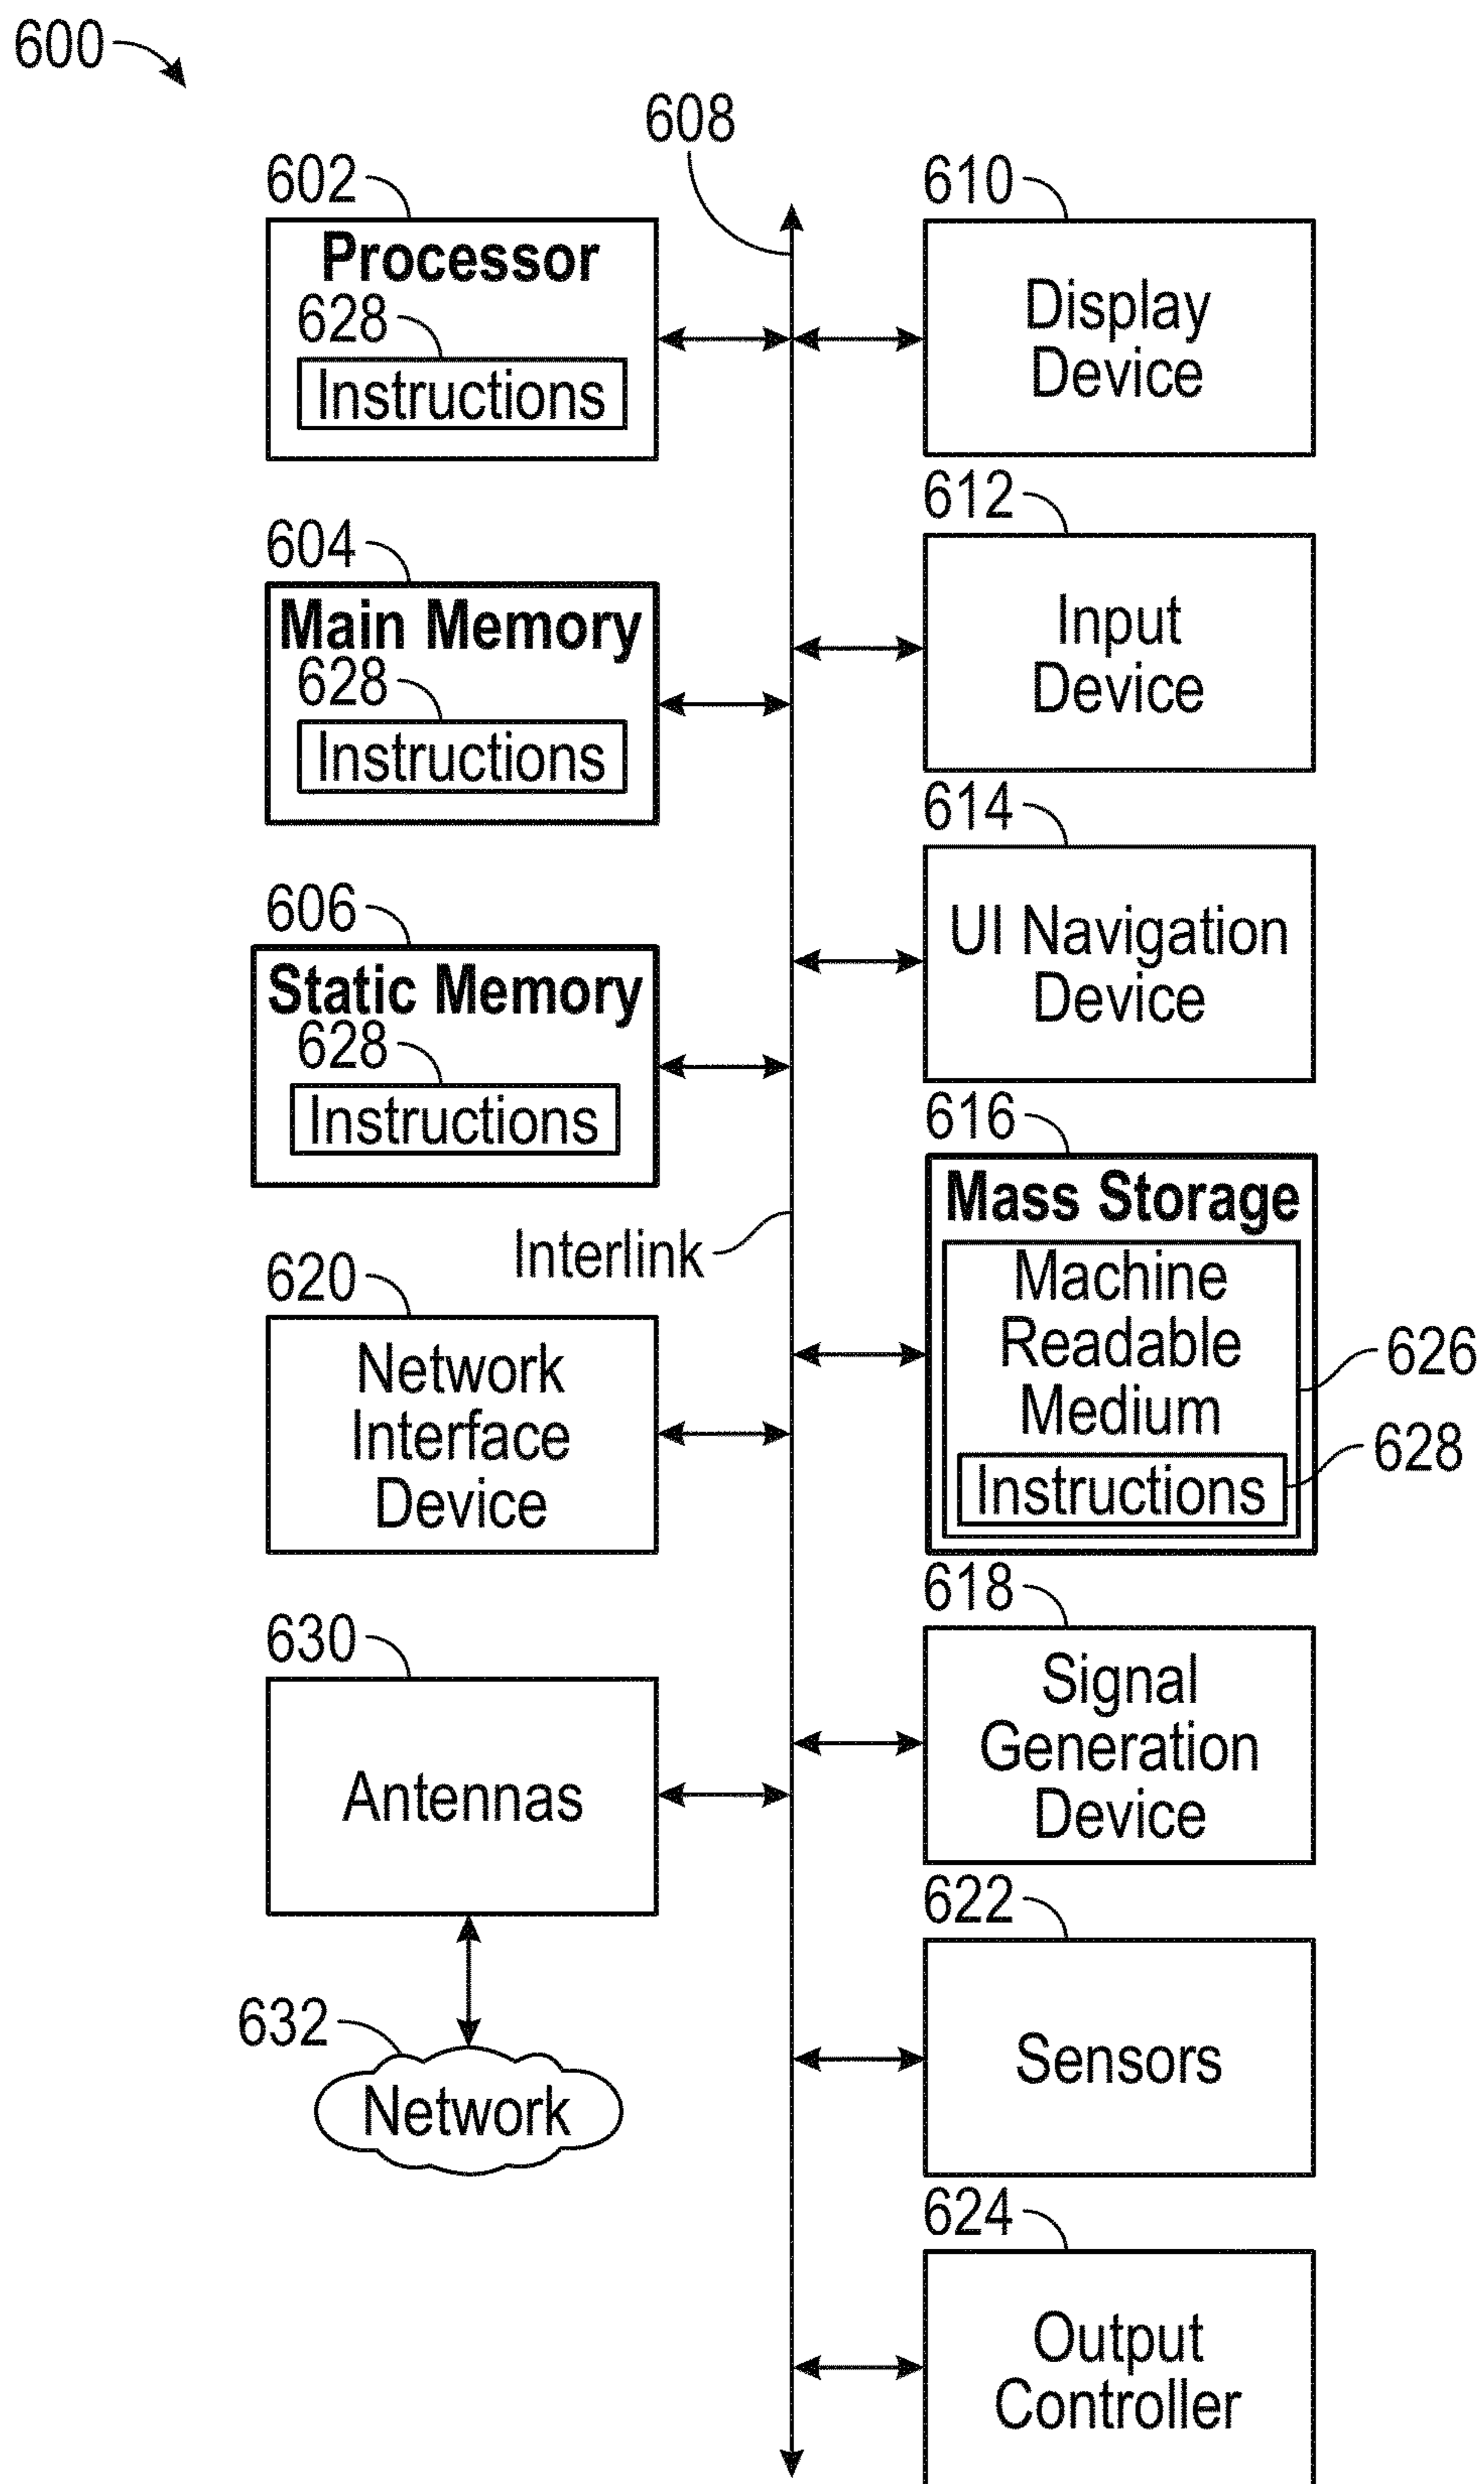 600
608
602
Processor
628
Instructions
604
Main Memory
628
Instructions
606
Static Memory
628
Instructions
Interlink
620
Network
Interface
Device
630
Antennas
632
Network
610
Display
Device
612
Input
Device
614
UI Navigation
Device
616
Mass Storage
Machine
Readable
Medium
626
628
Instructions
618
Signal
Generation
Device
622
Sensors
624
Output
Controller